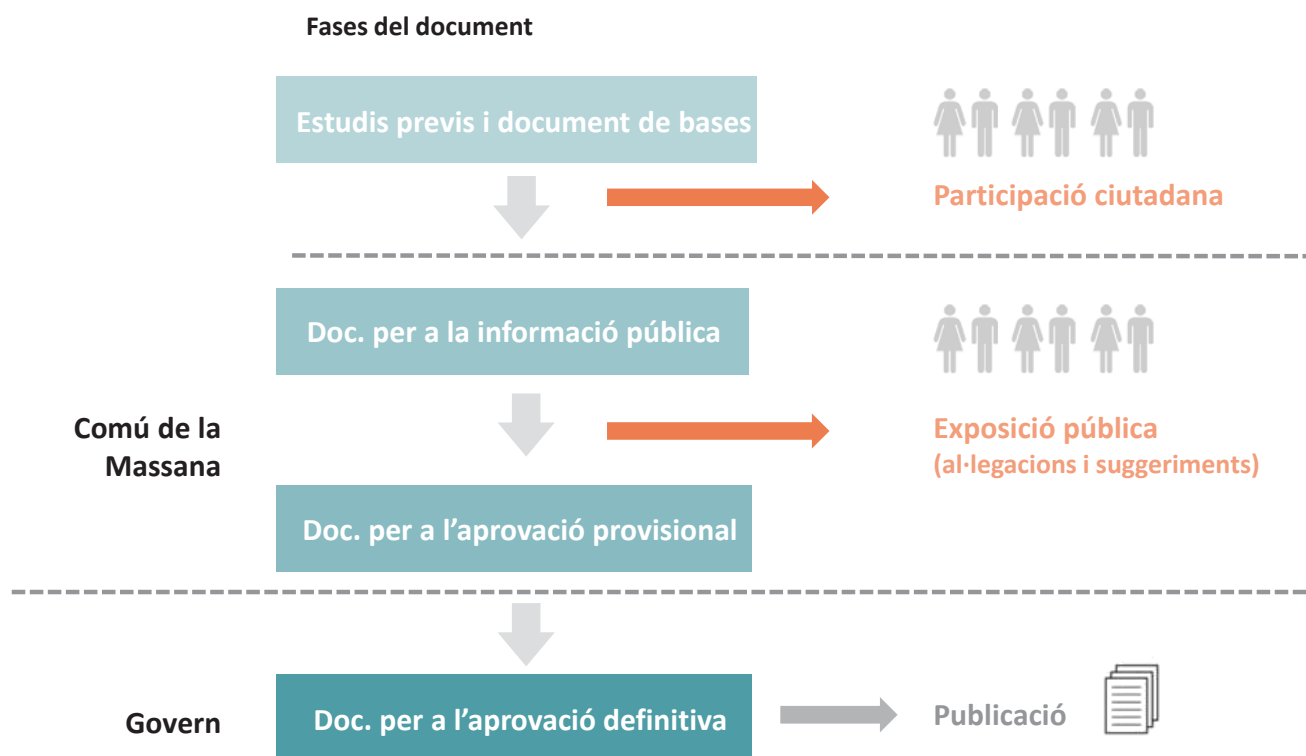 Fases del document
Estudis previs i document de bases
Participació ciutadana
Doc. per a la informació pública
Comú de la
Massana
Exposició pública
(al·legacions i suggeriments)
Doc. per a l’aprovació provisional
Govern
Doc. per a l’aprovació definitiva
Publicació